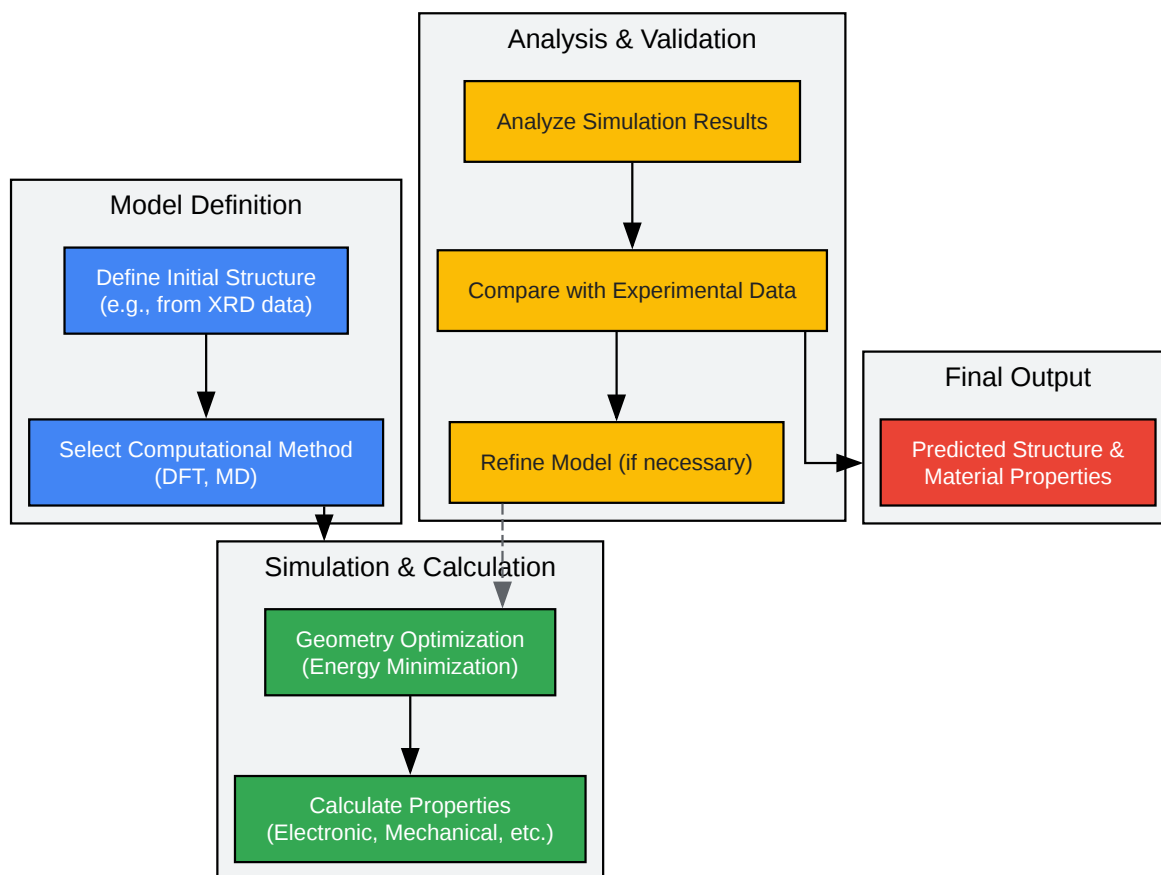 Model Definition
Define Initial Structure
(e.g., from XRD data)
Select Computational Method
(DFT, MD)
Simulation & Calculation
Geometry Optimization
(Energy Minimization)
Calculate Properties
(Electronic, Mechanical, etc.)
Analysis & Validation
Analyze Simulation Results
Compare with Experimental Data
Refine Model (if necessary)
Final Output
Predicted Structure &
Material Properties